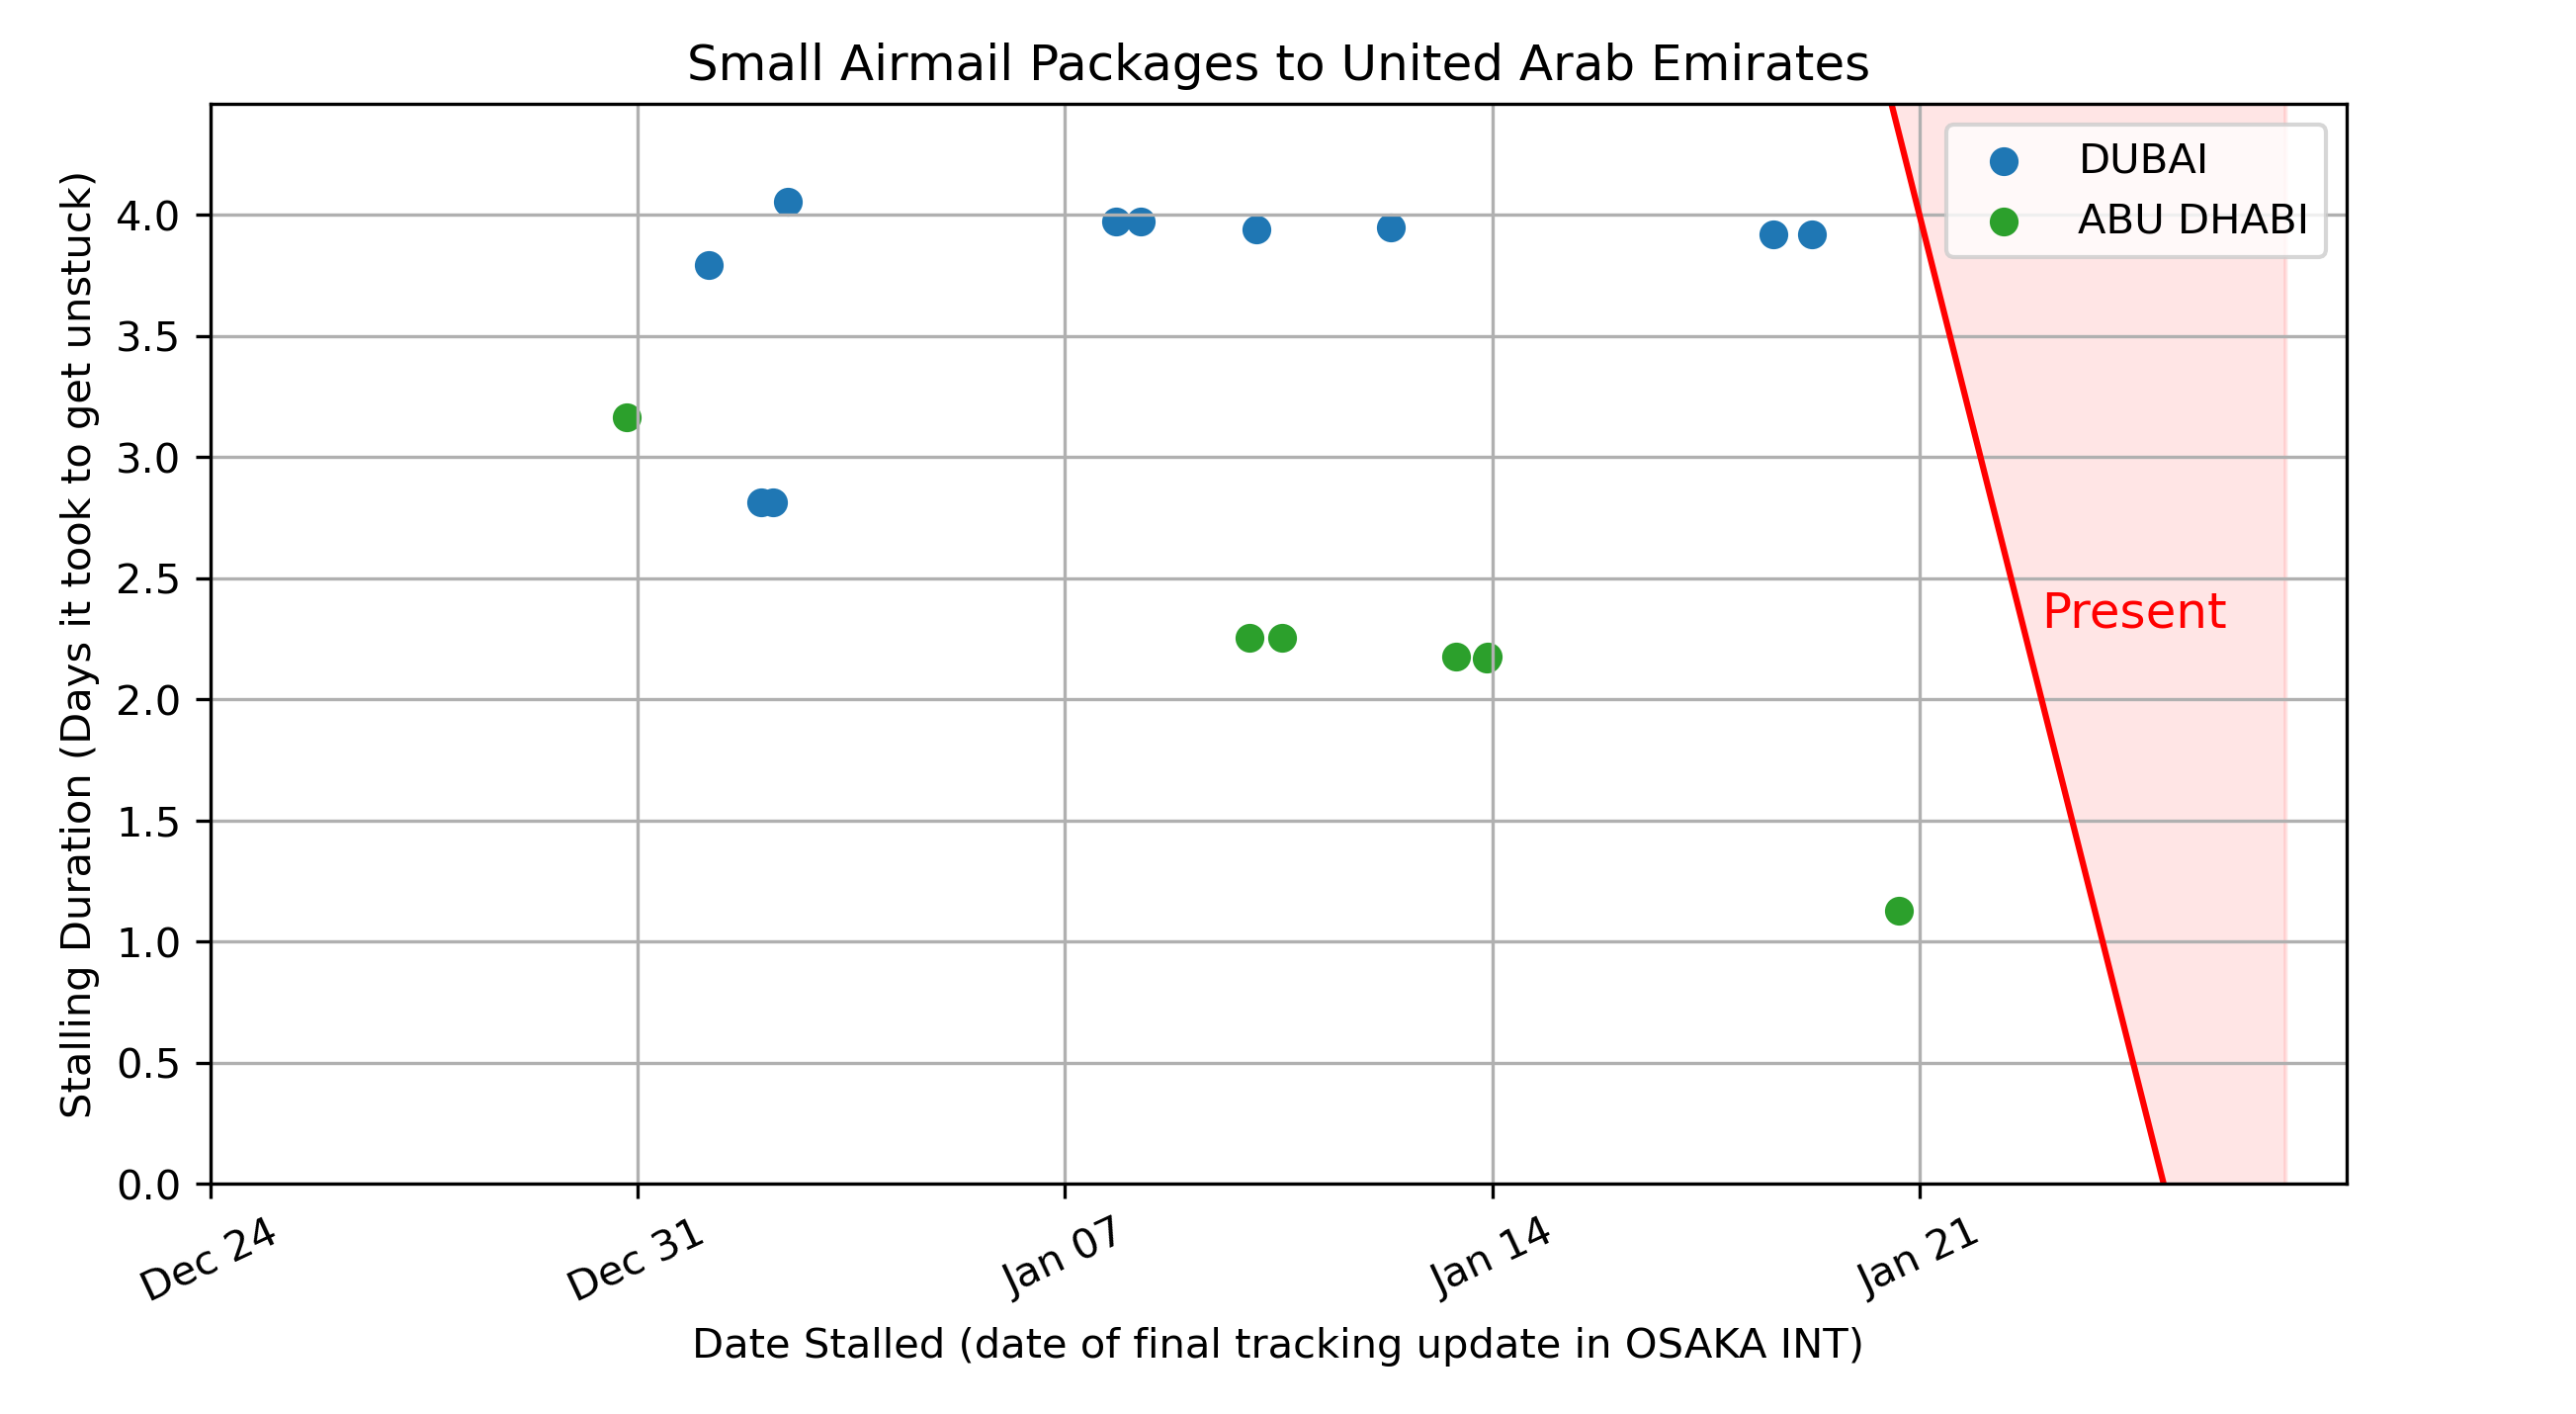 Small Airmail Packages to United Arab Emirates
DUBAI
ABU DHABI
Present
Stalling Duration (Days it took to get unstuck)
4.0
3.5
3.0
2.5
2.0
1.5
1.0
0.5
0.0
Dec 24
Dec 31
Jan 07
Jan 14
Jan 21
Date Stalled (date of final tracking update in OSAKA INT)